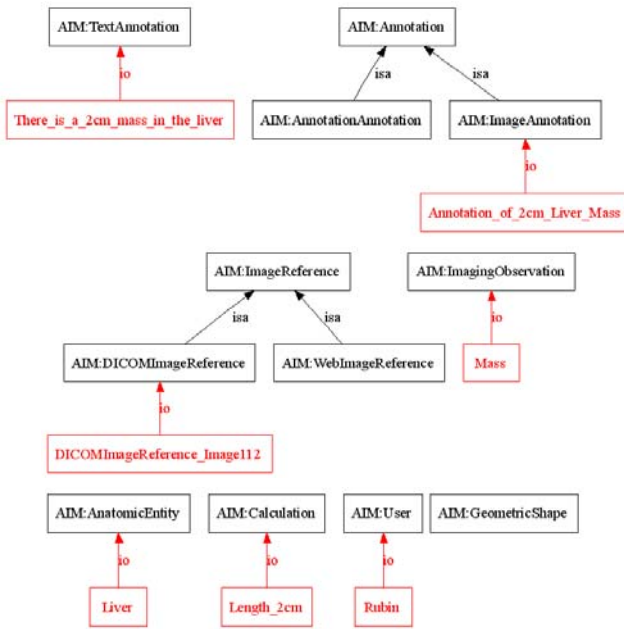 AIM:TextAnnotation
AIM:Annotation
io
isa
isa
There_is_a_2cm_mass_in_the_liver
AIM:AnnotationAnnotation
AIM:ImageAnnotation
io
Annotation_of_2cm_Liver_Mass
AIM:ImageReference
AIM:ImagingObservation
isa
isa
io
AIM:DICOMImageReference
AIM:WebImageReference
Mass
io
DICOMImageReference_Image112
AIM:AnatomicEntity
AIM:Calculation
AIM:User
AIM:GeometricShape
io
io
io
Liver
Length_2cm
Rubin